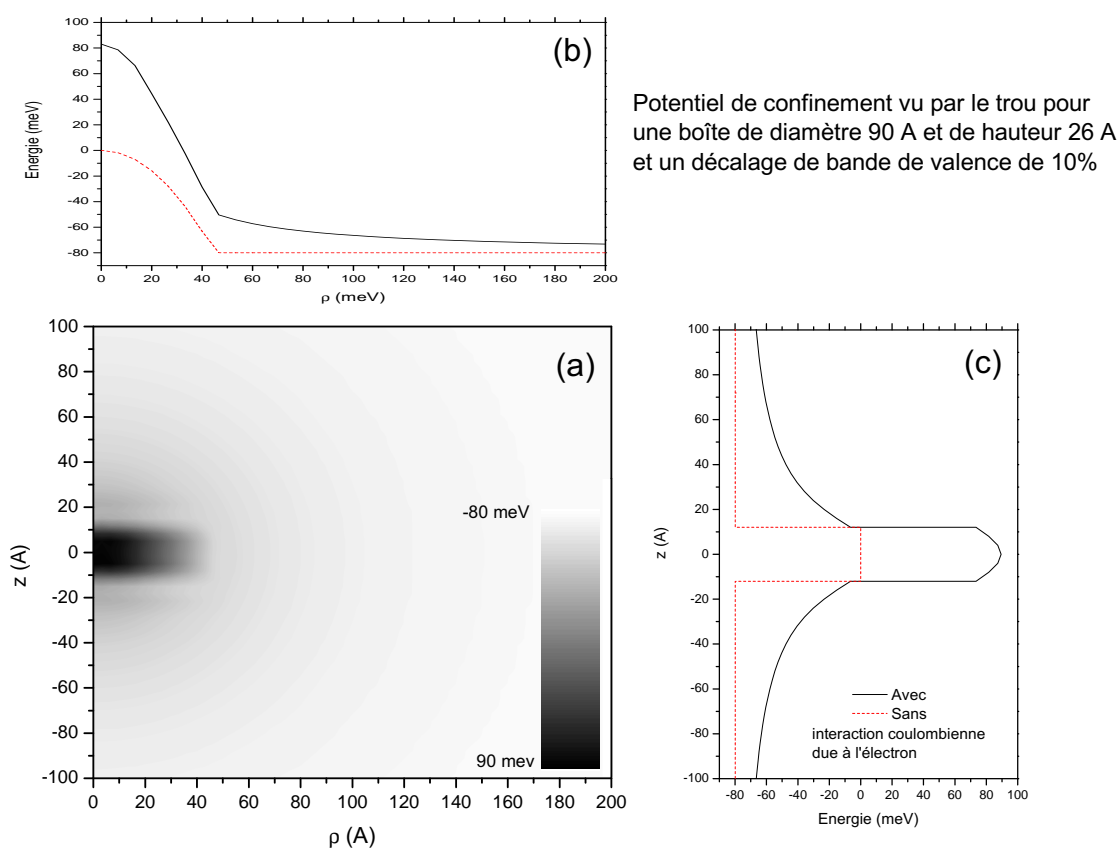 100
80
60
40
20
0
-20
-40
-60
-80
Energie (meV)
(b)
0 20 40 60 80 100 120 140 160 180 200
ρ (meV)
Potentiel de confinement vu par le trou pour
une boîte de diamètre 90 A et de hauteur 26 A
et un décalage de bande de valence de 10%
100
80
60
40
20
0
-20
-40
-60
-80
-100
z (A)
(a)
-80 meV
90 mev
0 20 40 60 80 100 120 140 160 180 200
ρ (A)
100
80
60
40
20
0
-20
-40
-60
-80
-100
z (A)
(c)
Avec
Sans
interaction coulombienne
due à l'électron
-80 -60 -40 -20 0 20 40 60 80 100
Energie (meV)